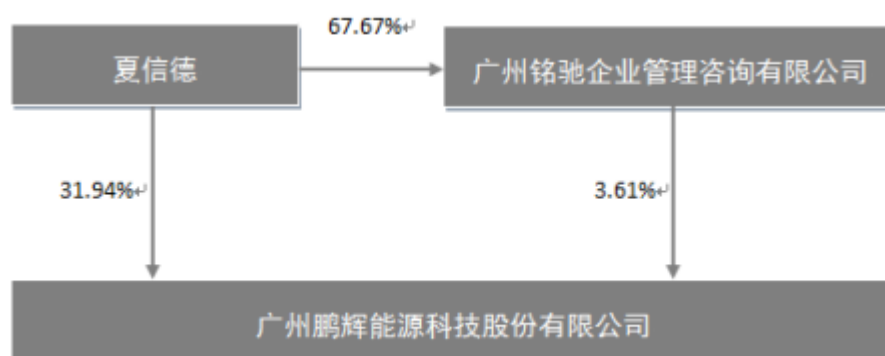 67.67%
夏信德
广州铭驰企业管理咨询有限公司
31.94%
3.61%
广州鹏辉能源科技股份有限公司